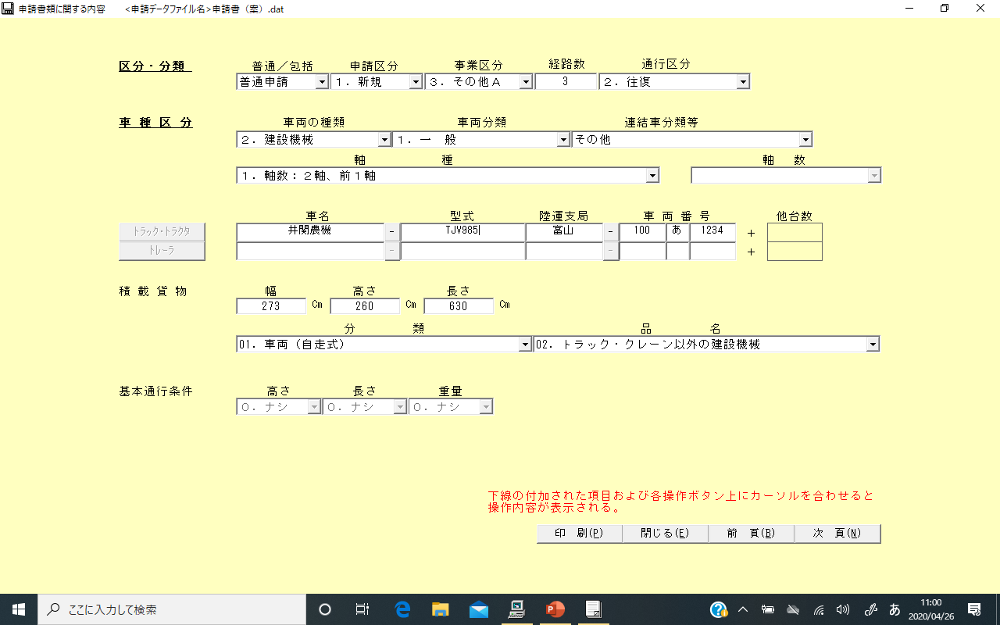 申請書類に関する内容　　<申請データファイル名>申請書（案）.dat
区分・分類　普通／包括　申請区分　事業区分　経路数　通行区分
普通申請　１．新規　３．その他Ａ　3　２．往復
車 種 区 分　車両の種類　車両分類　連結車分類等
２．建設機械　１．一　般　その他
軸　種　軸　数
１．軸数：２軸、前１軸
車名　型式　陸運支局　車 両 番 号　他台数
トラック・トラクタ　井関農機　-　TJV985　富山　-　100　あ　1234　+
トレーラ　-　-　+
積 載 貨 物　幅　高さ　長さ
273　Cm　260　Cm　630　Cm
分　類　品　名
01．車両（自走式）　02．トラック・クレーン以外の建設機械
基本通行条件　高さ　長さ　重量
０．ナシ　０．ナシ　０．ナシ
下線の付加された項目および各操作ボタン上にカーソルを合わせると
操作内容が表示される。
印　刷(P)　閉じる(E)　前　頁(B)　次　頁(N)
ここに入力して検索　あ　11:00
2020/04/26